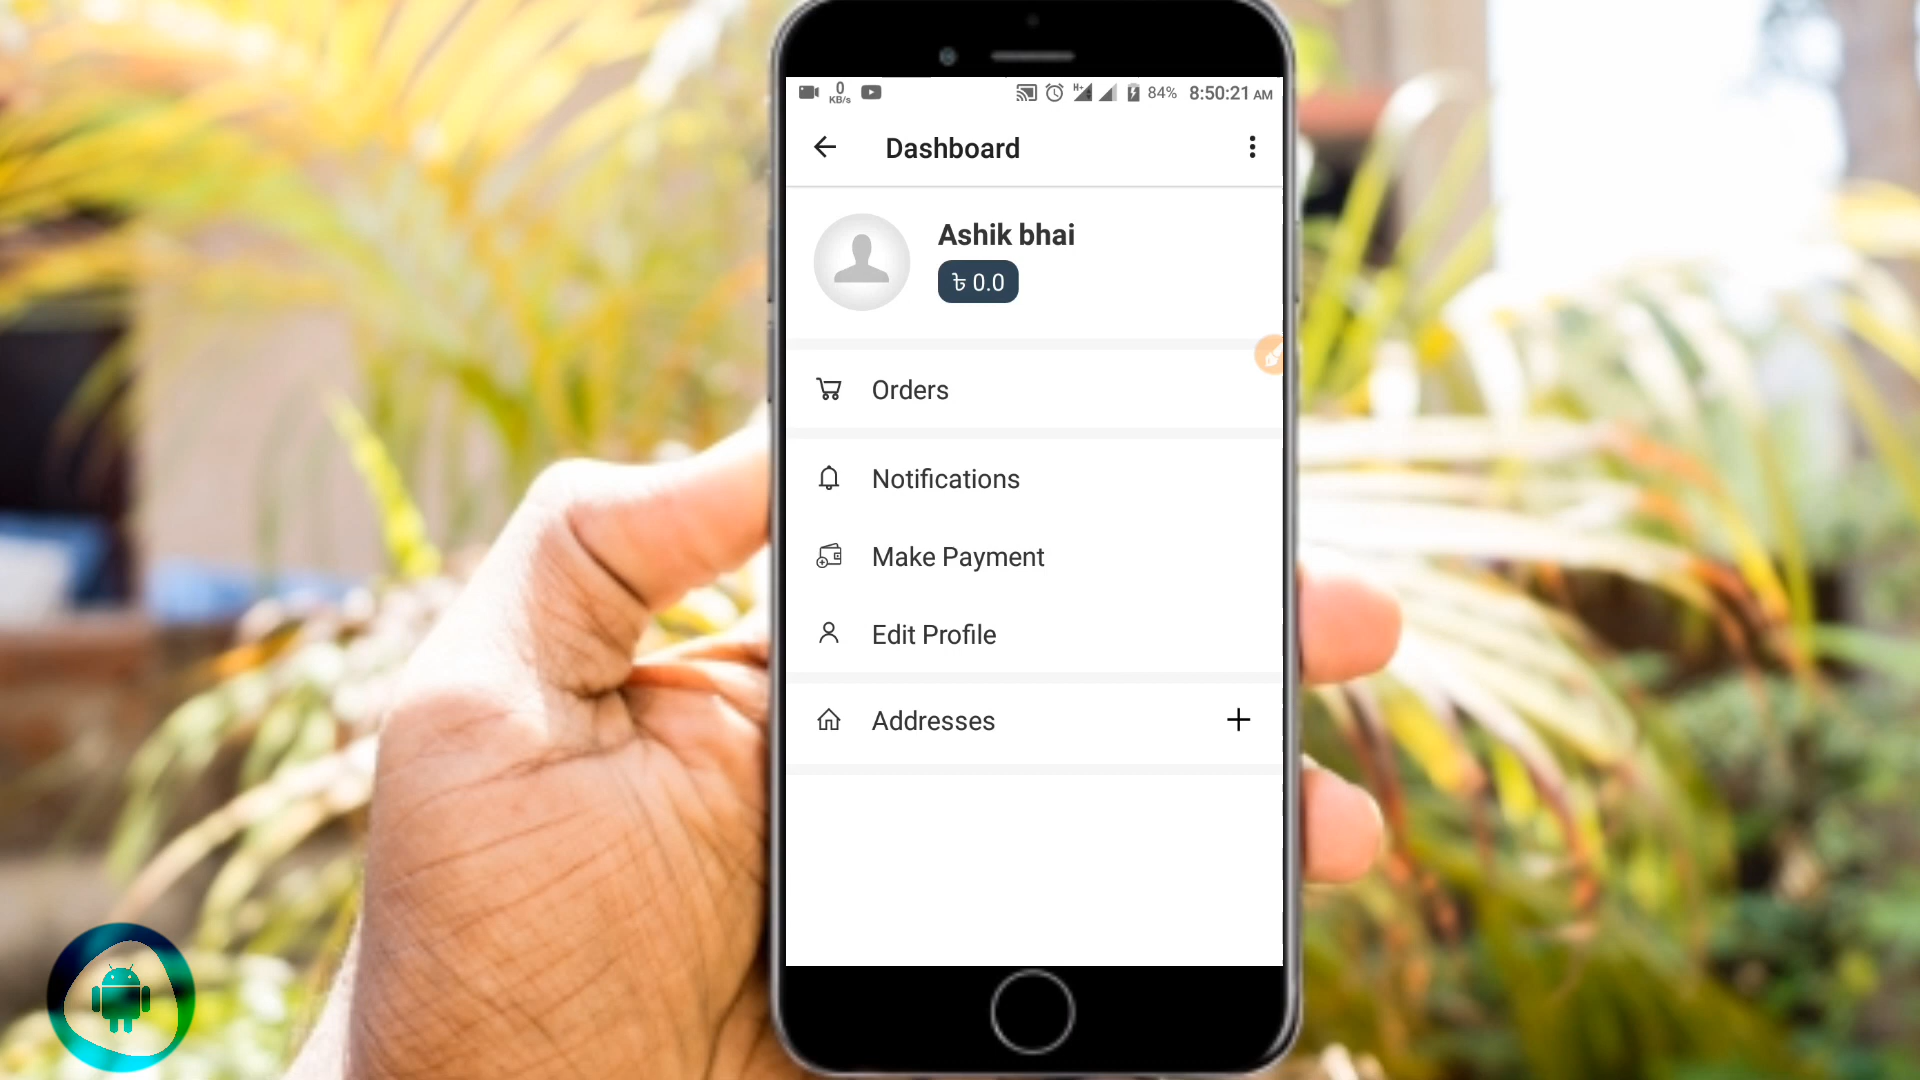 0 KB/s H+ 84% 8:50:21 AM
Dashboard
Ashik bhai
৳ 0.0
Orders
Notifications
Make Payment
Edit Profile
Addresses